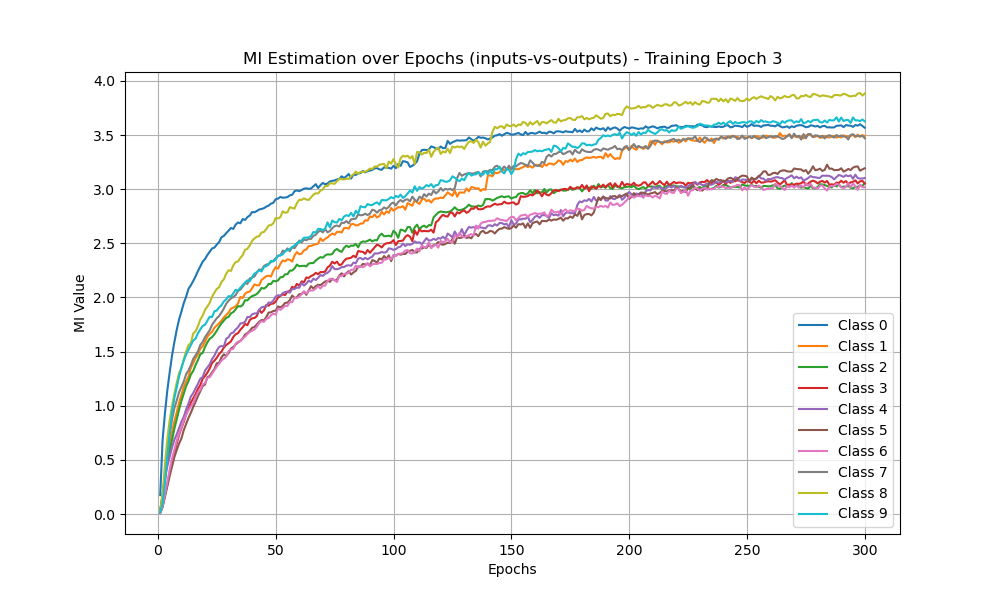 MI Estimation over Epochs (inputs-vs-outputs) - Training Epoch 3
MI Value
4.0
3.5
3.0
2.5
2.0
1.5
1.0
0.5
0.0
Class 0
Class 1
Class 2
Class 3
Class 4
Class 5
Class 6
Class 7
Class 8
Class 9
0 50 100 150 200 250 300
Epochs